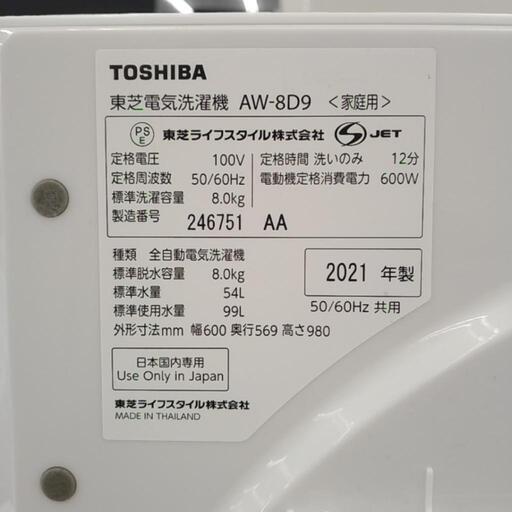 TOSHIBA
東芝電気洗濯機 AW-8D9 <家庭用>
PS E 東芝ライフスタイル株式会社 S JET
定格電圧 100V 定格時間 洗いのみ 12分
定格周波数 50/60Hz 電動機定格消費電力 600W
標準洗濯容量 8.0kg
製造番号 246751 AA
種類 全自動電気洗濯機
標準脱水容量 8.0kg 2021 年製
標準水量 54L
標準使用水量 99L 50/60Hz 共用
外形寸法mm 幅600 奥行569 高さ980
日本国内専用
Use Only in Japan
東芝ライフスタイル株式会社
MADE IN THAILAND